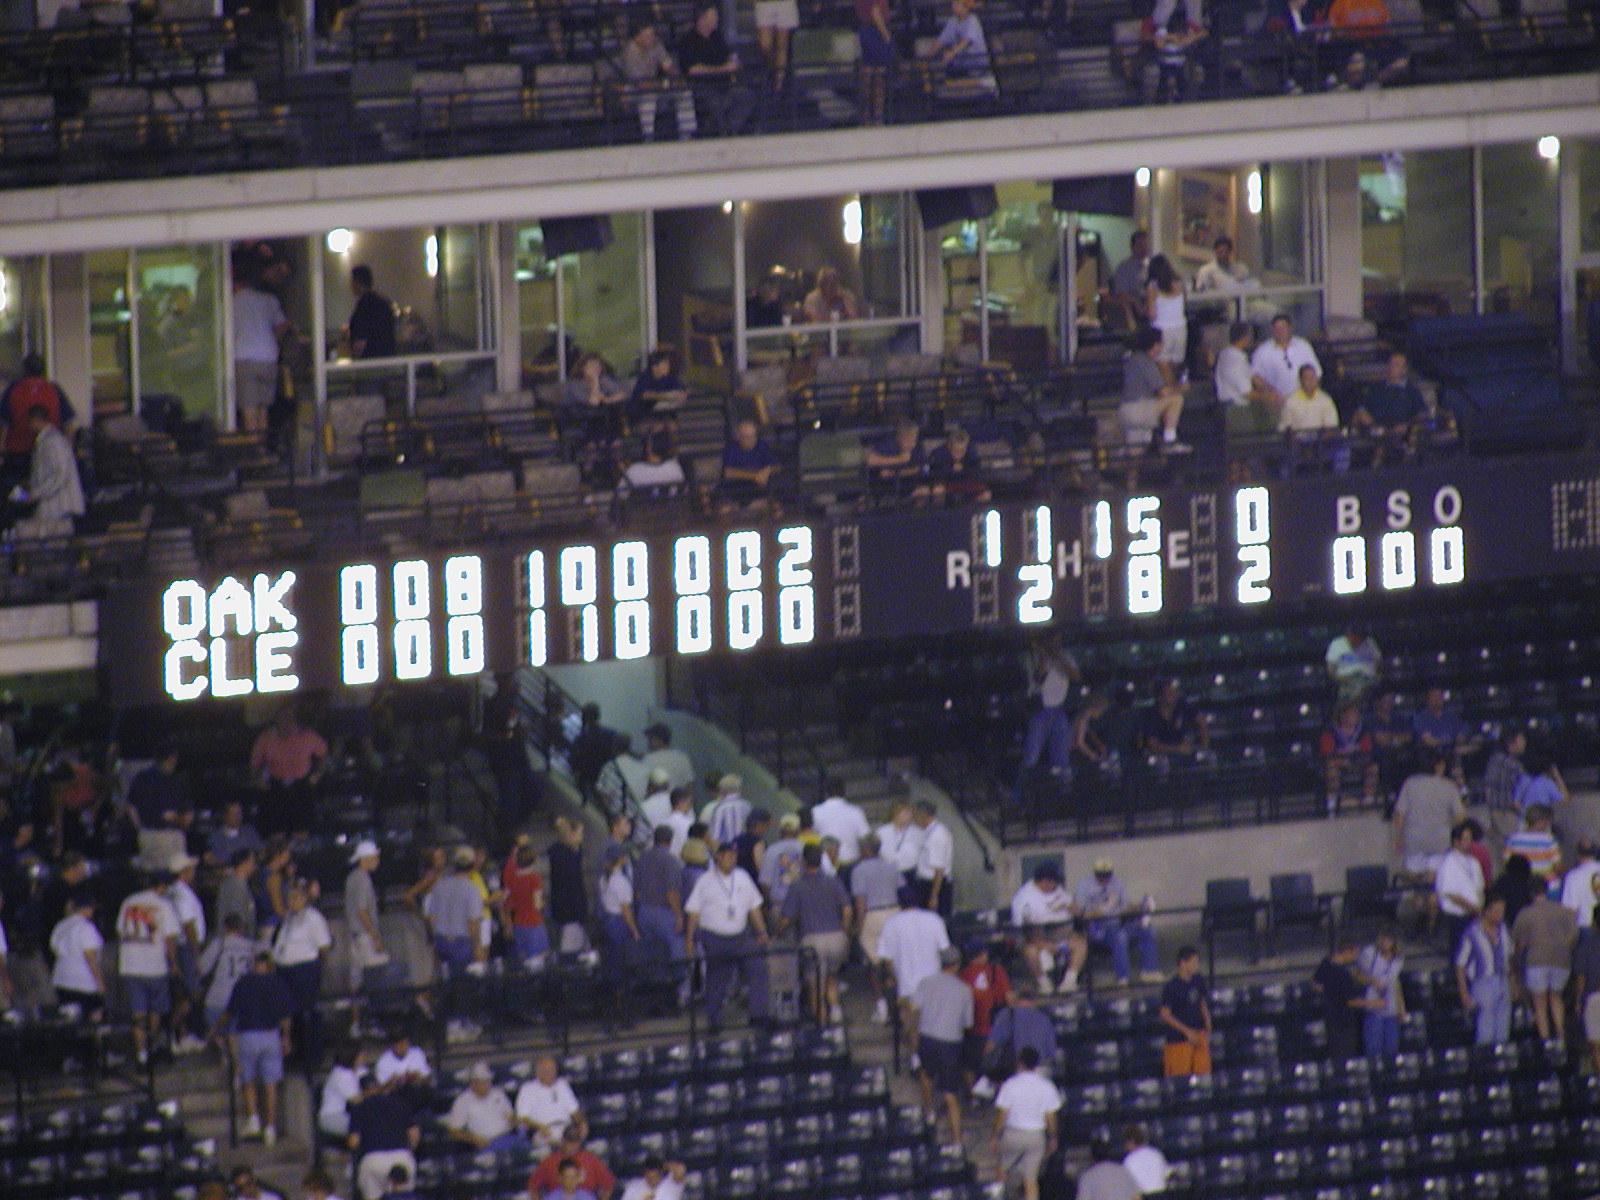 B S O
OAK 008 100 002 R 11 H 15 E 0 000
CLE 000 110 000 2 8 2